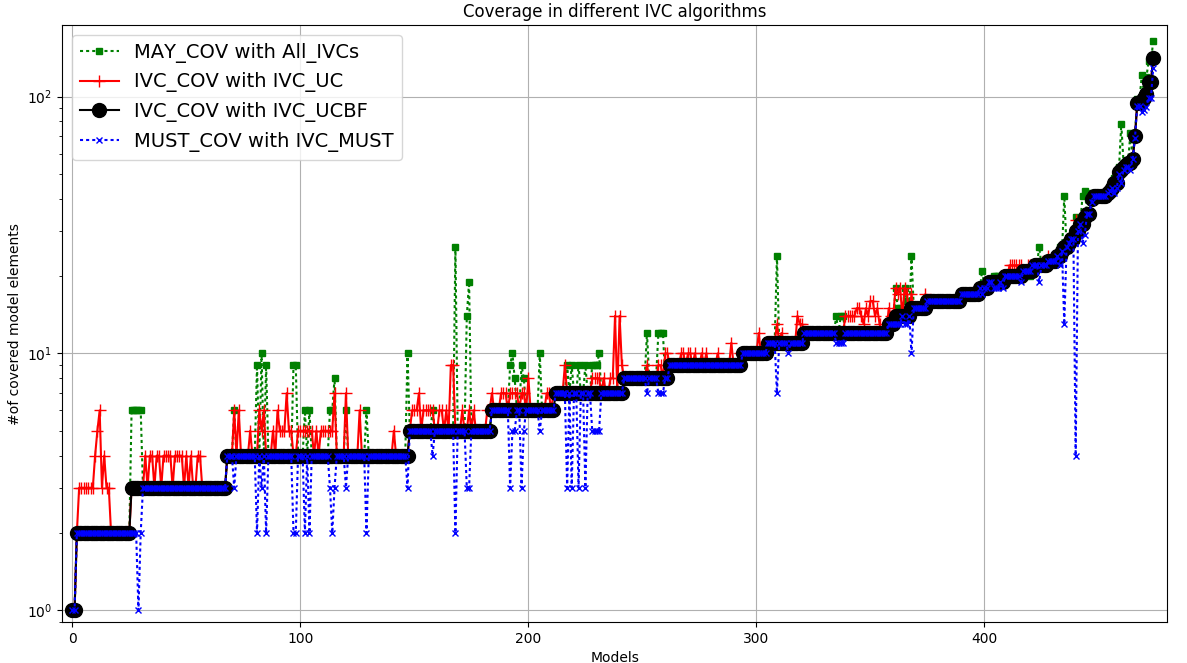 Coverage in different IVC algorithms
MAY_COV with All_IVCs
IVC_COV with IVC_UC
IVC_COV with IVC_UCBF
MUST_COV with IVC_MUST
#of covered model elements
10²
10¹
10⁰
0 100 200 300 400
Models